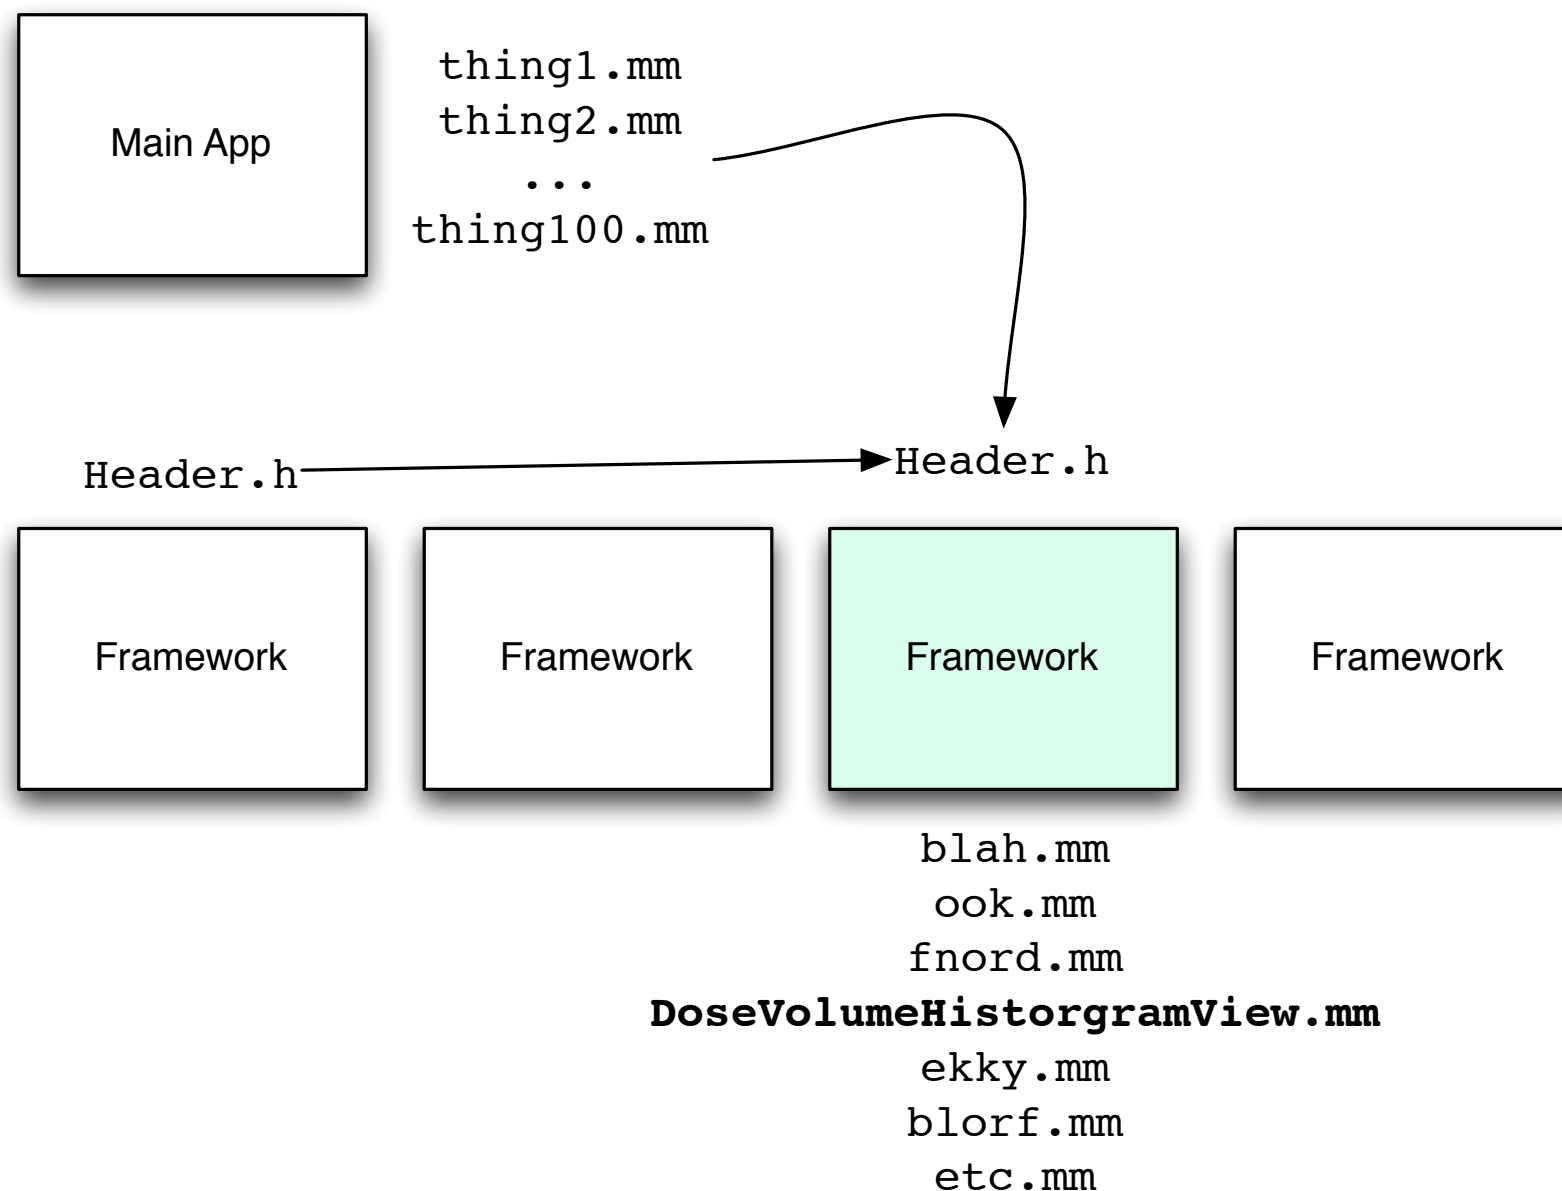 Main App
thing1.mm
thing2.mm
...
thing100.mm
Header.h
Header.h
Framework
Framework
Framework
Framework
blah.mm
ook.mm
fnord.mm
DoseVolumeHistorgramView.mm
ekky.mm
blorf.mm
etc.mm